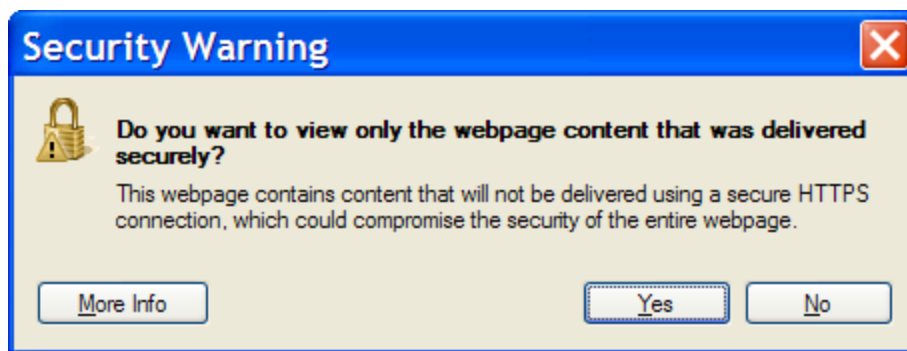 Security Warning
Do you want to view only the webpage content that was delivered
securely?
This webpage contains content that will not be delivered using a secure HTTPS
connection, which could compromise the security of the entire webpage.
More Info
Yes
No